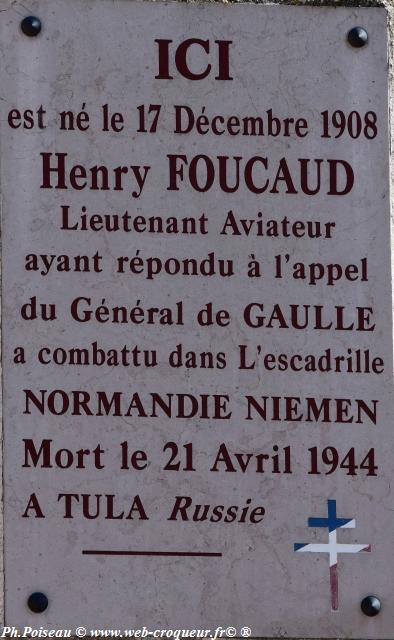 ICI
est né le 17 Décembre 1908
Henry FOUCAUD
Lieutenant Aviateur
ayant répondu à l'appel
du Général de GAULLE
a combattu dans L'escadrille
NORMANDIE NIEMEN
Mort le 21 Avril 1944
A TULA Russie
Ph.Poiseau © www-web-croqueur.fr© ®